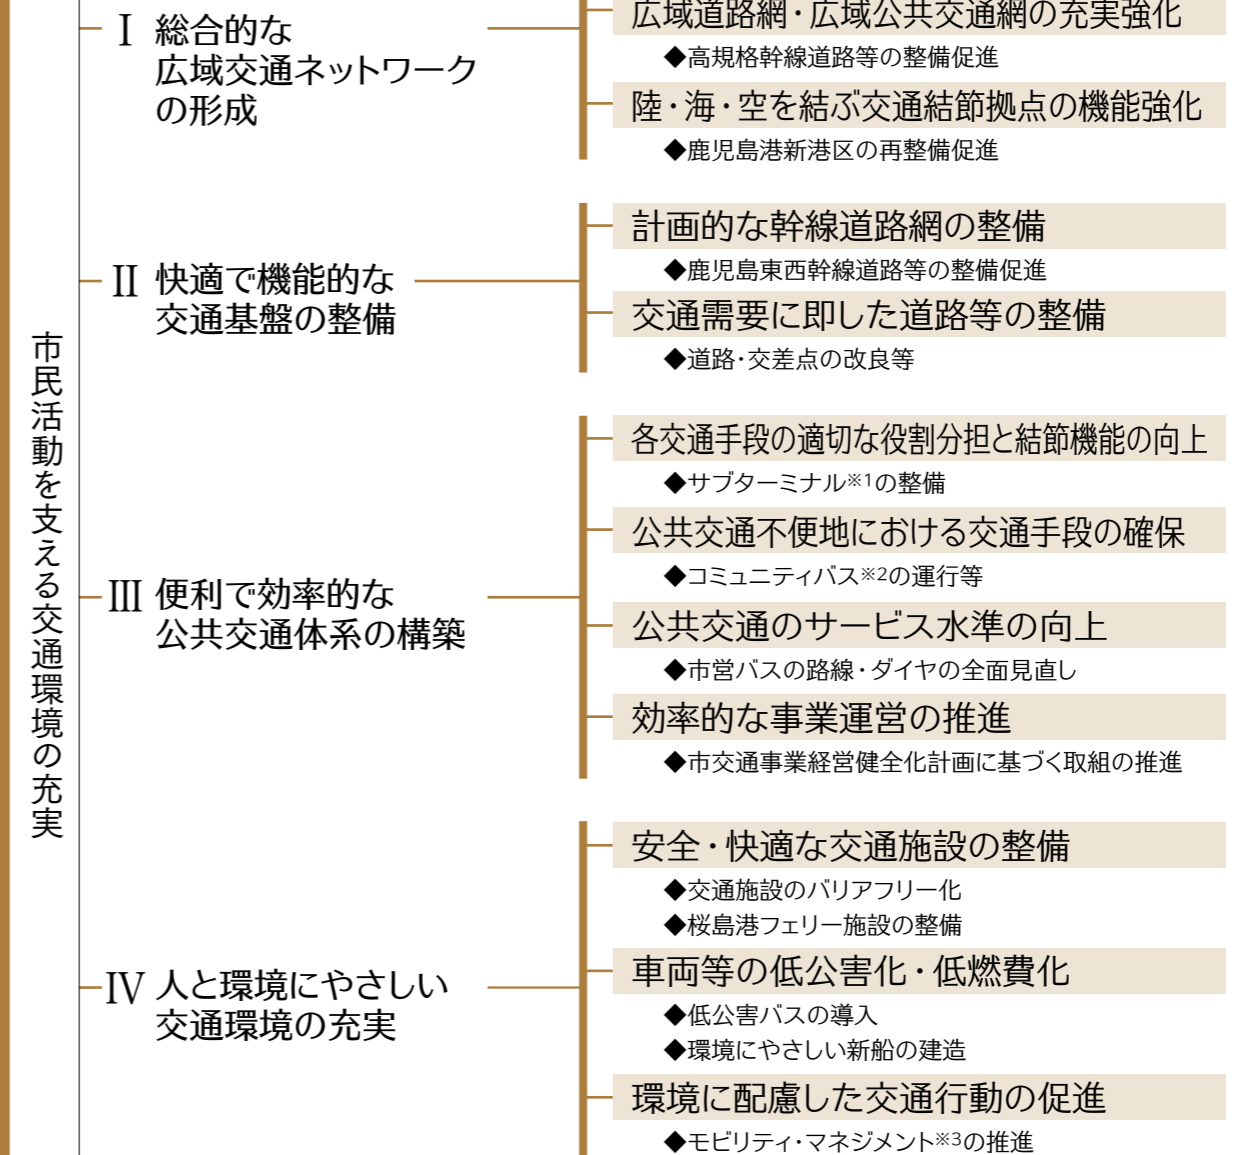 市民活動を支える交通環境の充実
Ⅰ 総合的な
広域交通ネットワーク
の形成
広域道路網・広域公共交通網の充実強化
◆高規格幹線道路等の整備促進
陸・海・空を結ぶ交通結節拠点の機能強化
◆鹿児島港新港区の再整備促進
Ⅱ 快適で機能的な
交通基盤の整備
計画的な幹線道路網の整備
◆鹿児島東西幹線道路等の整備促進
交通需要に即した道路等の整備
◆道路・交差点の改良等
Ⅲ 便利で効率的な
公共交通体系の構築
各交通手段の適切な役割分担と結節機能の向上
◆サブターミナル※1の整備
公共交通不便地における交通手段の確保
◆コミュニティバス※2の運行等
公共交通のサービス水準の向上
◆市営バスの路線・ダイヤの全面見直し
効率的な事業運営の推進
◆市交通事業経営健全化計画に基づく取組の推進
Ⅳ 人と環境にやさしい
交通環境の充実
安全・快適な交通施設の整備
◆交通施設のバリアフリー化
◆桜島港フェリー施設の整備
車両等の低公害化・低燃費化
◆低公害バスの導入
◆環境にやさしい新船の建造
環境に配慮した交通行動の促進
◆モビリティ・マネジメント※3の推進